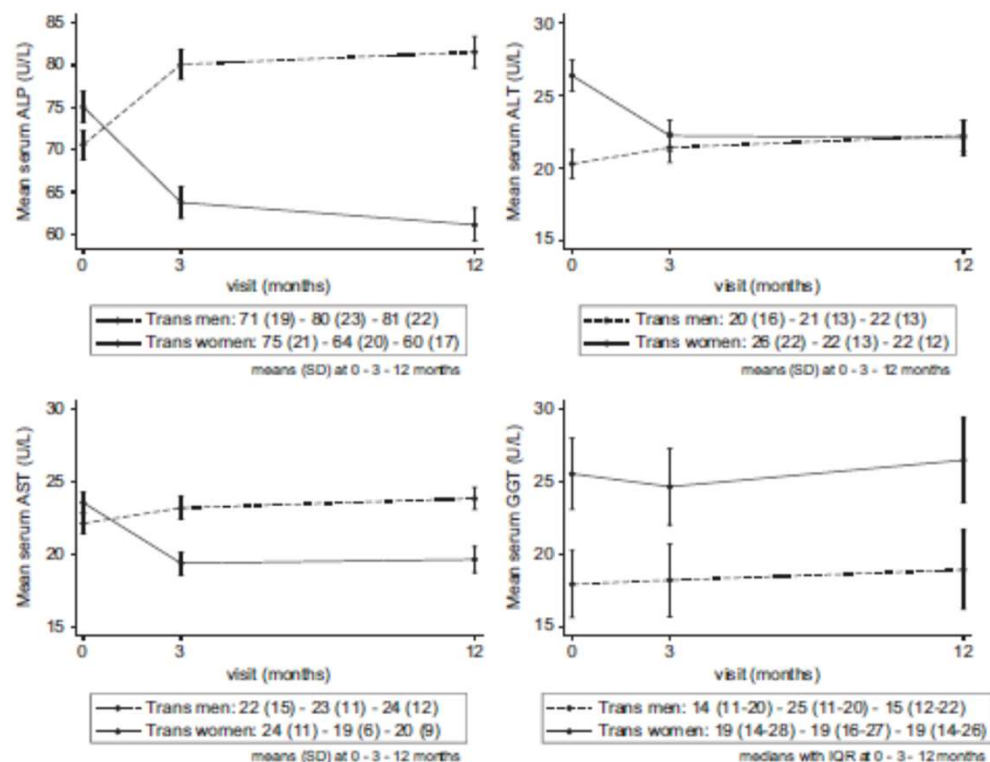 Mean serum ALP (U/L)
85
80
75
70
65
60
0 3 12
visit (months)
Trans men: 71 (19) - 80 (23) - 81 (22)
Trans women: 75 (21) - 64 (20) - 60 (17)
means (SD) at 0 - 3 - 12 months
Mean serum ALT (U/L)
30
25
20
15
0 3 12
visit (months)
Trans men: 20 (16) - 21 (13) - 22 (13)
Trans women: 26 (22) - 22 (13) - 22 (12)
means (SD) at 0 - 3 - 12 months
Mean serum AST (U/L)
30
25
20
15
0 3 12
visit (months)
Trans men: 22 (15) - 23 (11) - 24 (12)
Trans women: 24 (11) - 19 (6) - 20 (9)
means (SD) at 0 - 3 - 12 months
Mean serum GGT (U/L)
30
25
20
15
0 3 12
visit (months)
Trans men: 14 (11-20) - 25 (11-20) - 15 (12-22)
Trans women: 19 (14-28) - 19 (16-27) - 19 (14-26)
medians with IQR at 0 - 3 - 12months